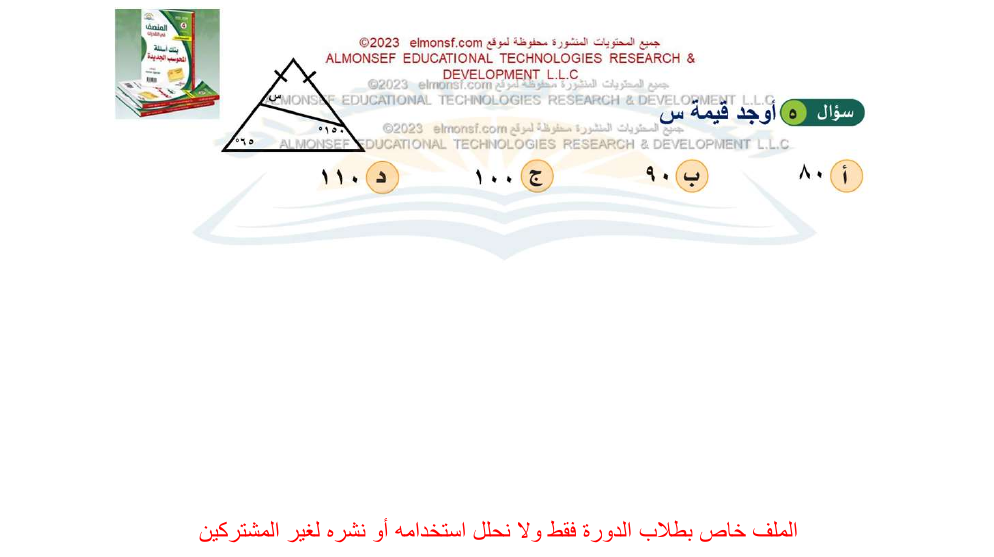 المنصف
في القدرات
بنك أسئلة
المحوسب الجديدة
جميع المحتويات المنشورة محفوظة لموقع elmonsf.com ©2023
ALMONSEF EDUCATIONAL TECHNOLOGIES RESEARCH &
DEVELOPMENT L.L.C
جميع المحتويات المنشورة محفوظة لموقع elmonsf.com ©2023
ALMONSEF EDUCATIONAL TECHNOLOGIES RESEARCH & DEVELOPMENT L.L.C
سؤال ٥ أوجد قيمة س
جميع المحتويات المنشورة محفوظة لموقع elmonsf.com ©2023
ALMONSEF EDUCATIONAL TECHNOLOGIES RESEARCH & DEVELOPMENT L.L.C
س
١٥٠°
٦٥°
أ ٨٠ ب ٩٠ ج ١٠٠ د ١١٠
الملف خاص بطلاب الدورة فقط ولا نحلل استخدامه أو نشره لغير المشتركين